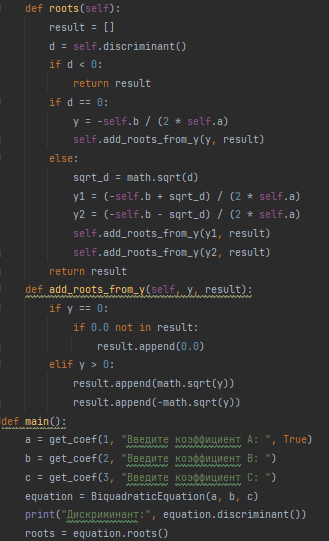 def roots(self):
    result = []
    d = self.discriminant()
    if d < 0:
        return result
    if d == 0:
        y = -self.b / (2 * self.a)
        self.add_roots_from_y(y, result)
    else:
        sqrt_d = math.sqrt(d)
        y1 = (-self.b + sqrt_d) / (2 * self.a)
        y2 = (-self.b - sqrt_d) / (2 * self.a)
        self.add_roots_from_y(y1, result)
        self.add_roots_from_y(y2, result)
    return result
def add_roots_from_y(self, y, result):
    if y == 0:
        if 0.0 not in result:
            result.append(0.0)
    elif y > 0:
        result.append(math.sqrt(y))
        result.append(-math.sqrt(y))
def main():
    a = get_coef(1, "Введите коэффициент A: ", True)
    b = get_coef(2, "Введите коэффициент B: ")
    c = get_coef(3, "Введите коэффициент C: ")
    equation = BiquadraticEquation(a, b, c)
    print("Дискриминант:", equation.discriminant())
    roots = equation.roots()